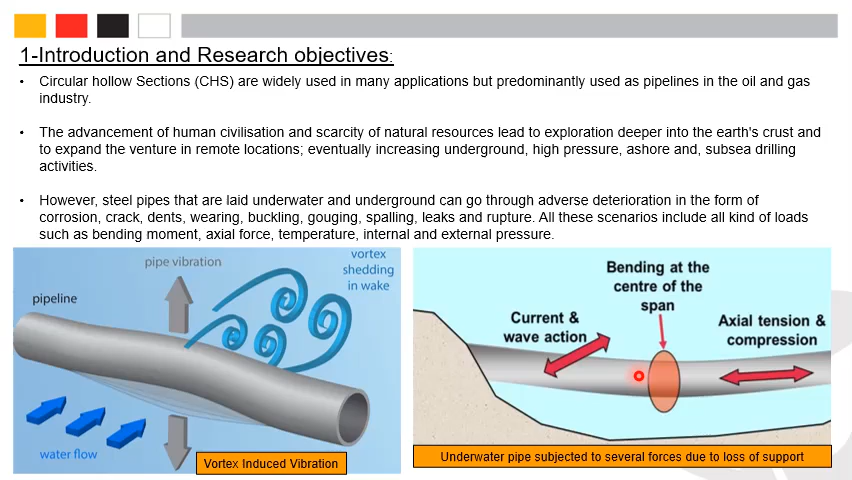 1-Introduction and Research objectives:
• Circular hollow Sections (CHS) are widely used in many applications but predominantly used as pipelines in the oil and gas
industry.
• The advancement of human civilisation and scarcity of natural resources lead to exploration deeper into the earth's crust and
to expand the venture in remote locations; eventually increasing underground, high pressure, ashore and, subsea drilling
activities.
• However, steel pipes that are laid underwater and underground can go through adverse deterioration in the form of
corrosion, crack, dents, wearing, buckling, gouging, spalling, leaks and rupture. All these scenarios include all kind of loads
such as bending moment, axial force, temperature, internal and external pressure.
pipe vibration
vortex
shedding
in wake
pipeline
water flow
Vortex Induced Vibration
Bending at the
centre of the
span
Current &
wave action
Axial tension &
compression
Underwater pipe subjected to several forces due to loss of support